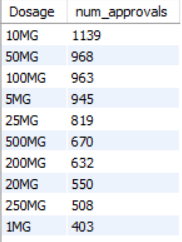 Dosage num_approvals
10MG 1139
50MG 968
100MG 963
5MG 945
25MG 819
500MG 670
200MG 632
20MG 550
250MG 508
1MG 403